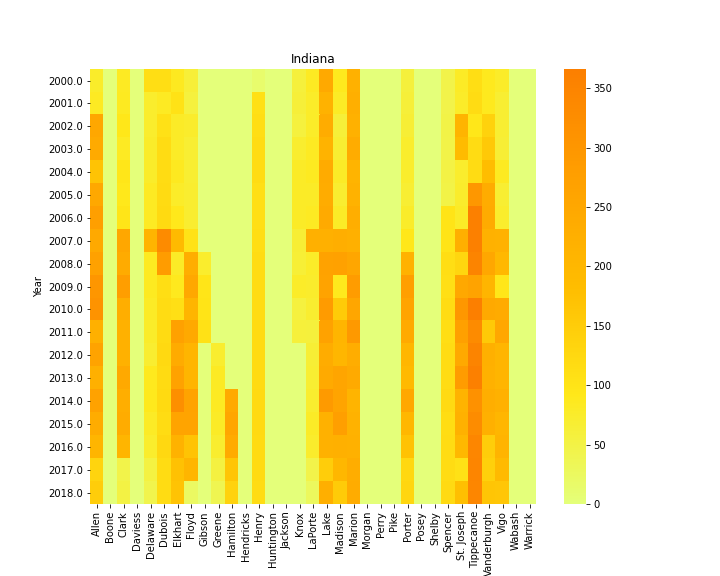 Indiana
Year
2000.0
2001.0
2002.0
2003.0
2004.0
2005.0
2006.0
2007.0
2008.0
2009.0
2010.0
2011.0
2012.0
2013.0
2014.0
2015.0
2016.0
2017.0
2018.0
Allen
Boone
Clark
Daviess
Delaware
Dubois
Elkhart
Floyd
Gibson
Greene
Hamilton
Hendricks
Henry
Huntington
Jackson
Knox
LaPorte
Lake
Madison
Marion
Morgan
Perry
Pike
Porter
Posey
Shelby
Spencer
St. Joseph
Tippecanoe
Vanderburgh
Vigo
Wabash
Warrick
350
300
250
200
150
100
50
0